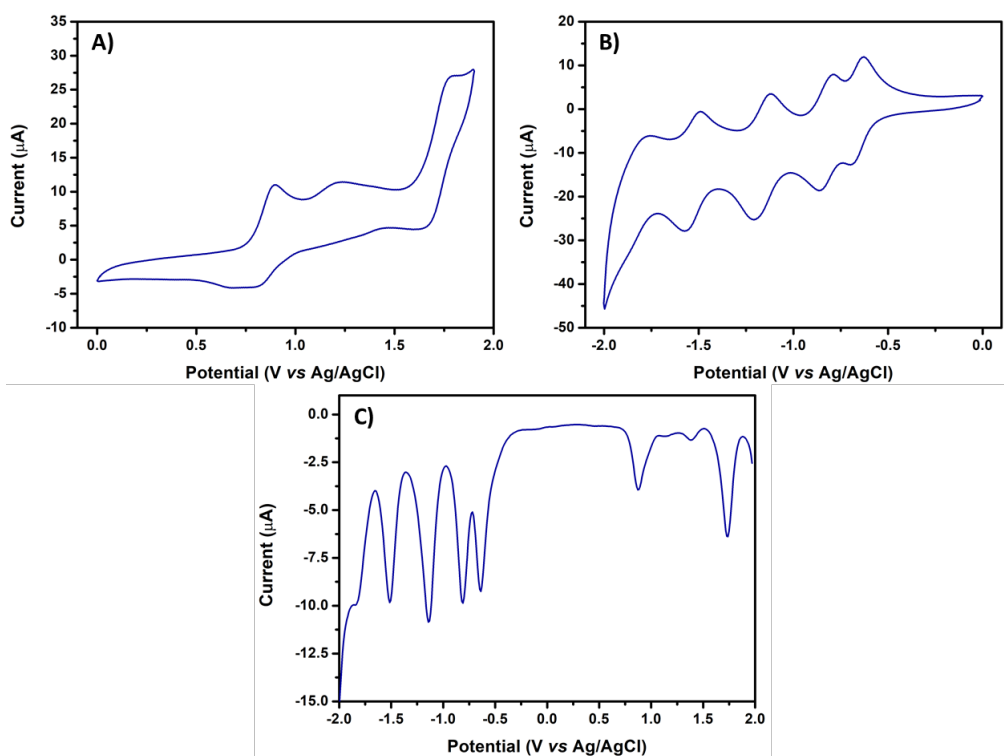 A)
35
30
25
20
15
10
5
0
-5
-10
Current (µA)
0.0 0.5 1.0 1.5 2.0
Potential (V vs Ag/AgCl)
B)
20
10
0
-10
-20
-30
-40
-50
Current (µA)
-2.0 -1.5 -1.0 -0.5 0.0
Potential (V vs Ag/AgCl)
C)
0.0
-2.5
-5.0
-7.5
-10.0
-12.5
-15.0
Current (µA)
-2.0 -1.5 -1.0 -0.5 0.0 0.5 1.0 1.5 2.0
Potential (V vs Ag/AgCl)